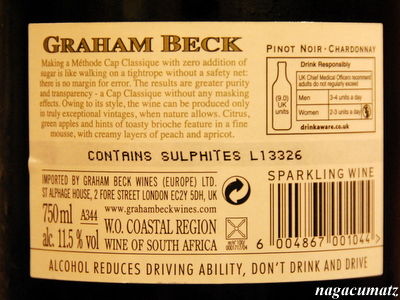 GRAHAM BECK
Making a Méthode Cap Classique with zero addition of
sugar is like walking on a tightrope without a safety net:
there is no margin for error. The results are greater purity
and transparency - a Cap Classique without any masking
effects. Owing to its style, the wine can be produced only
in truly exceptional vintages, when nature allows. Citrus,
green apples and hints of toasty brioche feature in a fine
mousse, with creamy layers of peach and apricot.
PINOT NOIR - CHARDONNAY
Drink Responsibly
UK Chief Medical Officers recommend
adults do not regularly exceed
Men 3-4 units a day
Women 2-3 units a day
drinkaware.co.uk
(9.0)
UK
units
CONTAINS SULPHITES L13326
IMPORTED BY GRAHAM BECK WINES (EUROPE) LTD.
ST ALPHAGE HOUSE, 2 FORE STREET LONDON EC2Y 5DH, UK
750 ml A344
alc. 11.5 % vol
www.grahambeckwines.com
W.O. COASTAL REGION
WINE OF SOUTH AFRICA
SPARKLING WINE
6 004867 001044
ALCOHOL REDUCES DRIVING ABILITY, DON'T DRINK AND DRIVE
nagacumatz